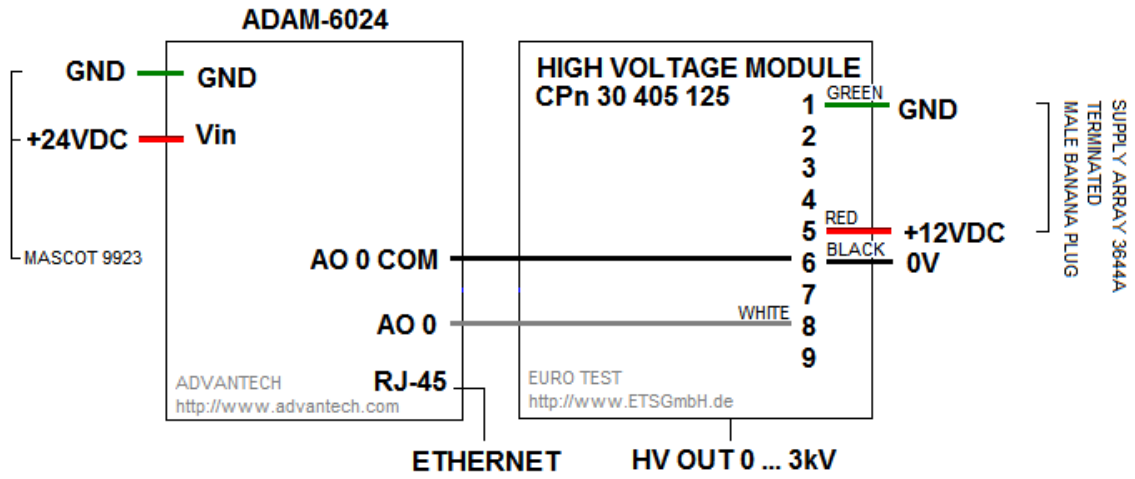 ADAM-6024
GND
GND
+24VDC
Vin
MASCOT 9923
AO 0 COM
AO 0
RJ-45
ADVANTECH
http://www.advantech.com
ETHERNET
HIGH VOLTAGE MODULE
CPn 30 405 125
1
GREEN
GND
2
3
4
5
RED
+12VDC
6
BLACK
0V
7
WHITE
8
9
EURO TEST
http://www.ETSGmbH.de
HV OUT 0 ... 3kV
SUPPLY ARRAY 3644A
TERMINATED
MALE BANANA PLUG